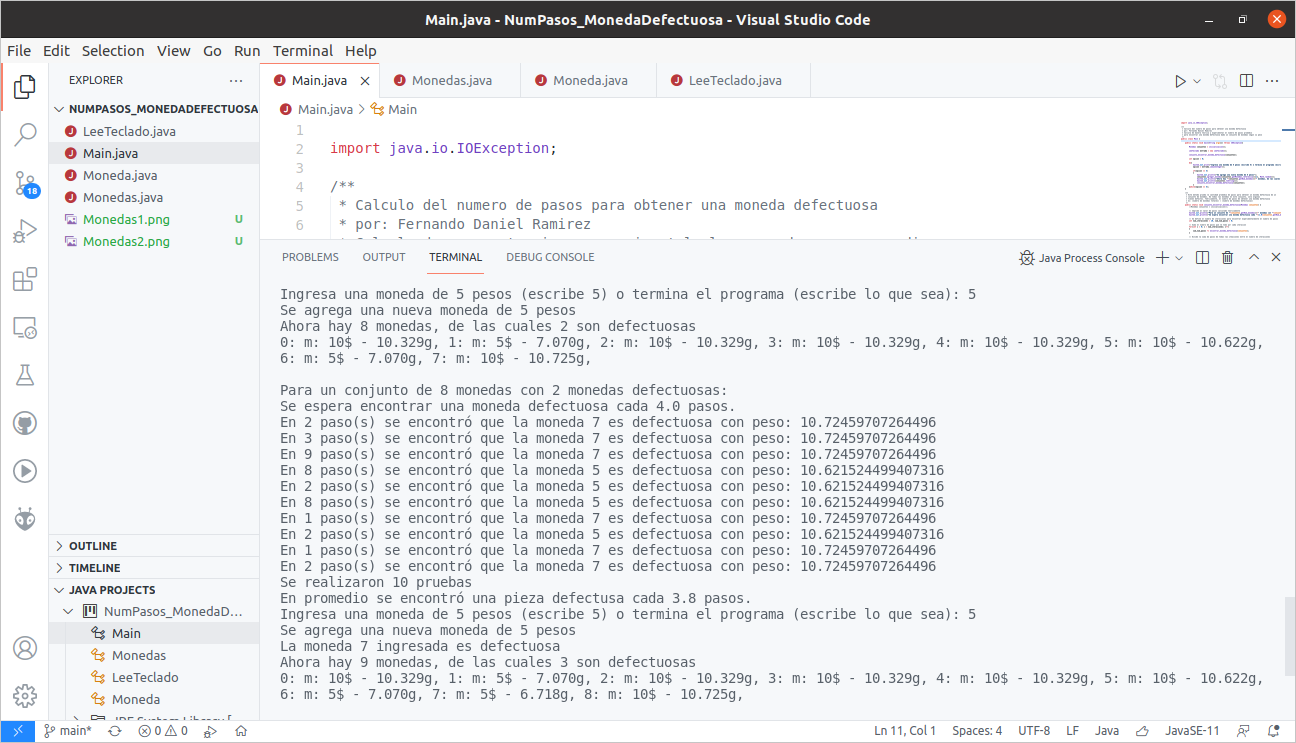 Main.java - NumPasos_MonedaDefectuosa - Visual Studio Code
File Edit Selection View Go Run Terminal Help
EXPLORER
NUMPASOS_MONEDADEFECTUOSA
LeeTeclado.java
Main.java
Moneda.java
Monedas.java
Monedas1.png U
Monedas2.png U
18
OUTLINE
TIMELINE
JAVA PROJECTS
NumPasos_MonedaD...
Main
Monedas
LeeTeclado
Moneda
Main.java
Monedas.java
Moneda.java
LeeTeclado.java
Main.java > Main
1
2 import java.io.IOException;
3
4 /**
5 * Calculo del numero de pasos para obtener una moneda defectuosa
6 * por: Fernando Daniel Ramirez
PROBLEMS OUTPUT TERMINAL DEBUG CONSOLE
Java Process Console
Ingresa una moneda de 5 pesos (escribe 5) o termina el programa (escribe lo que sea): 5
Se agrega una nueva moneda de 5 pesos
Ahora hay 8 monedas, de las cuales 2 son defectuosas
0: m: 10$ - 10.329g, 1: m: 5$ - 7.070g, 2: m: 10$ - 10.329g, 3: m: 10$ - 10.329g, 4: m: 10$ - 10.329g, 5: m: 10$ - 10.622g,
6: m: 5$ - 7.070g, 7: m: 10$ - 10.725g,
Para un conjunto de 8 monedas con 2 monedas defectuosas:
Se espera encontrar una moneda defectuosa cada 4.0 pasos.
En 2 paso(s) se encontró que la moneda 7 es defectuosa con peso: 10.72459707264496
En 3 paso(s) se encontró que la moneda 7 es defectuosa con peso: 10.72459707264496
En 9 paso(s) se encontró que la moneda 7 es defectuosa con peso: 10.72459707264496
En 8 paso(s) se encontró que la moneda 5 es defectuosa con peso: 10.621524499407316
En 2 paso(s) se encontró que la moneda 5 es defectuosa con peso: 10.621524499407316
En 8 paso(s) se encontró que la moneda 5 es defectuosa con peso: 10.621524499407316
En 1 paso(s) se encontró que la moneda 7 es defectuosa con peso: 10.72459707264496
En 2 paso(s) se encontró que la moneda 5 es defectuosa con peso: 10.621524499407316
En 1 paso(s) se encontró que la moneda 7 es defectuosa con peso: 10.72459707264496
En 2 paso(s) se encontró que la moneda 7 es defectuosa con peso: 10.72459707264496
Se realizaron 10 pruebas
En promedio se encontró una pieza defectusa cada 3.8 pasos.
Ingresa una moneda de 5 pesos (escribe 5) o termina el programa (escribe lo que sea): 5
Se agrega una nueva moneda de 5 pesos
La moneda 7 ingresada es defectuosa
Ahora hay 9 monedas, de las cuales 3 son defectuosas
0: m: 10$ - 10.329g, 1: m: 5$ - 7.070g, 2: m: 10$ - 10.329g, 3: m: 10$ - 10.329g, 4: m: 10$ - 10.329g, 5: m: 10$ - 10.622g,
6: m: 5$ - 7.070g, 7: m: 5$ - 6.718g, 8: m: 10$ - 10.725g,
main* 0 0
Ln 11, Col 1 Spaces: 4 UTF-8 LF Java JavaSE-11